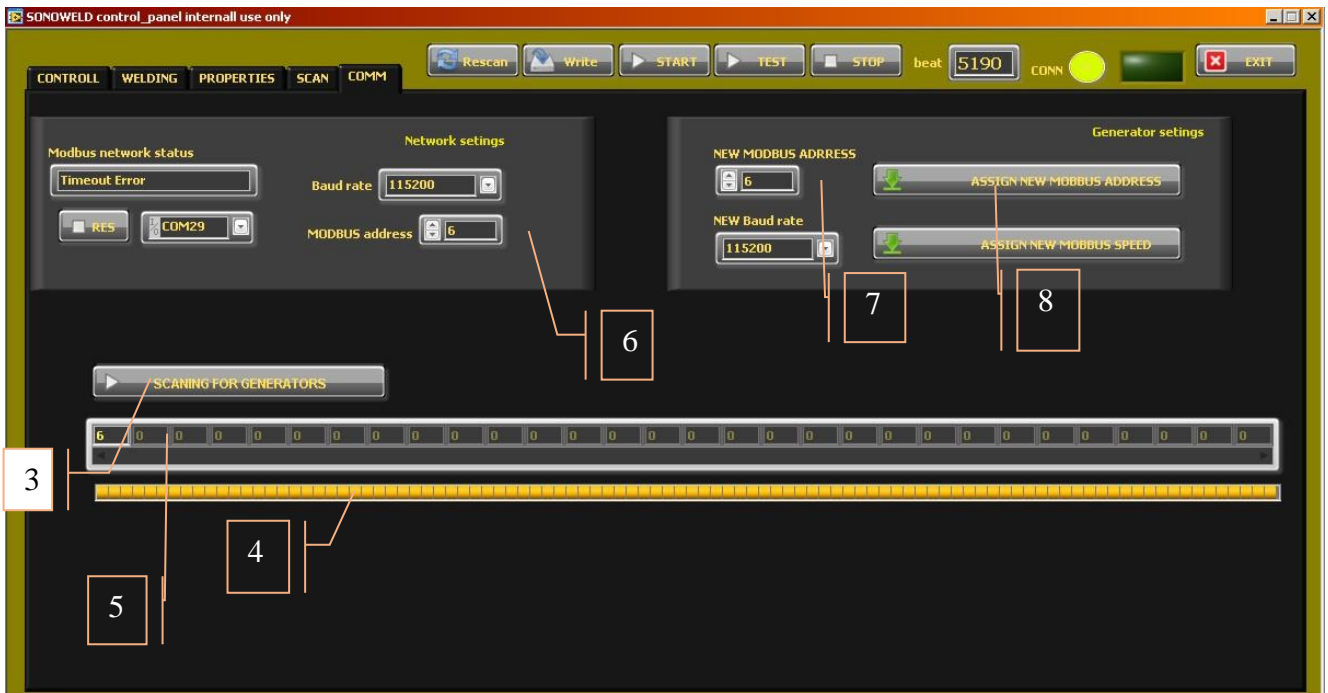 SONOWELD control_panel internall use only
Rescan Write START TEST STOP beat 5190 CONN EXIT
CONTROLL WELDING PROPERTIES SCAN COMM
Network setings
Modbus network status
Timeout Error
Baud rate 115200
RES I/O COM29
MODBUS address 6
Generator setings
NEW MODBUS ADRRESS
6 ASSIGN NEW MOBBUS ADDRESS
NEW Baud rate
115200 ASSIGN NEW MOBBUS SPEED
6
7
8
SCANING FOR GENERATORS
6 0 0 0 0 0 0 0 0 0 0 0 0 0 0 0 0 0 0 0 0 0 0 0 0 0 0 0 0 0
3
4
5